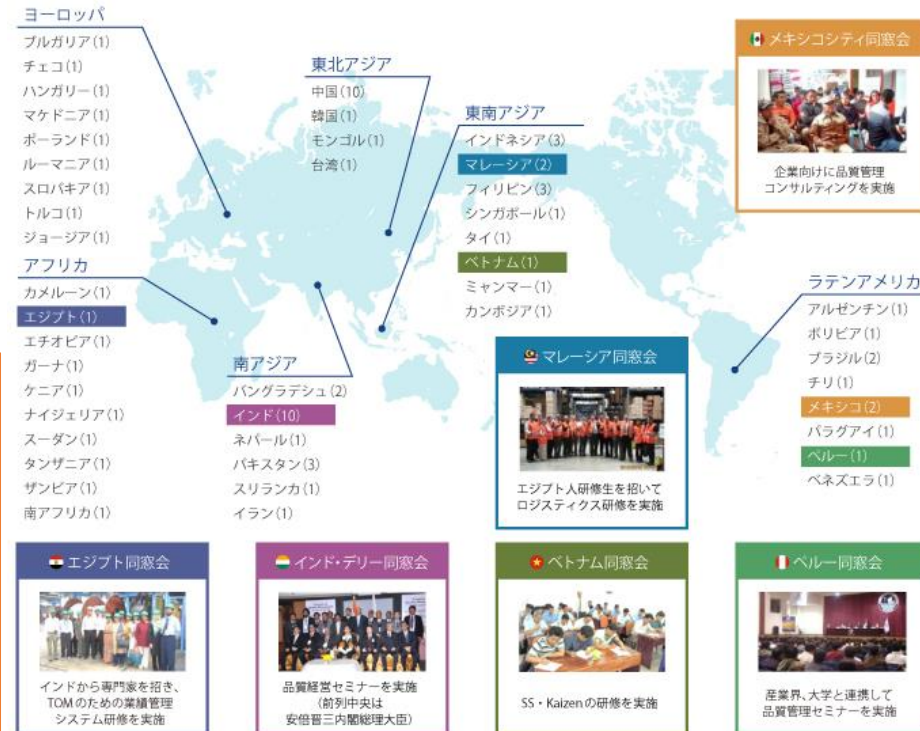 ヨーロッパ
ブルガリア(1)
チェコ(1)
ハンガリー(1)
マケドニア(1)
ポーランド(1)
ルーマニア(1)
スロバキア(1)
トルコ(1)
ジョージア(1)
アフリカ
カメルーン(1)
エジプト(1)
エチオピア(1)
ガーナ(1)
ケニア(1)
ナイジェリア(1)
スーダン(1)
タンザニア(1)
ザンビア(1)
南アフリカ(1)
東北アジア
中国(10)
韓国(1)
モンゴル(1)
台湾(1)
南アジア
バングラデシュ(2)
インド(10)
ネパール(1)
パキスタン(3)
スリランカ(1)
イラン(1)
東南アジア
インドネシア(3)
マレーシア(2)
フィリピン(3)
シンガポール(1)
タイ(1)
ベトナム(1)
ミャンマー(1)
カンボジア(1)
ラテンアメリカ
アルゼンチン(1)
ボリビア(1)
ブラジル(2)
チリ(1)
メキシコ(2)
パラグアイ(1)
ペルー(1)
ベネズエラ(1)
メキシコシティ同窓会
企業向けに品質管理
コンサルティングを実施
マレーシア同窓会
エジプト人研修生を招いて
ロジスティクス研修を実施
エジプト同窓会
インドから専門家を招き、
TOMのための業績管理
システム研修を実施
インド・デリー同窓会
品質経営セミナーを実施
(前列中央は
安倍晋三内閣総理大臣)
ベトナム同窓会
SS・Kaizenの研修を実施
ペルー同窓会
産業界、大学と連携して
品質管理セミナーを実施